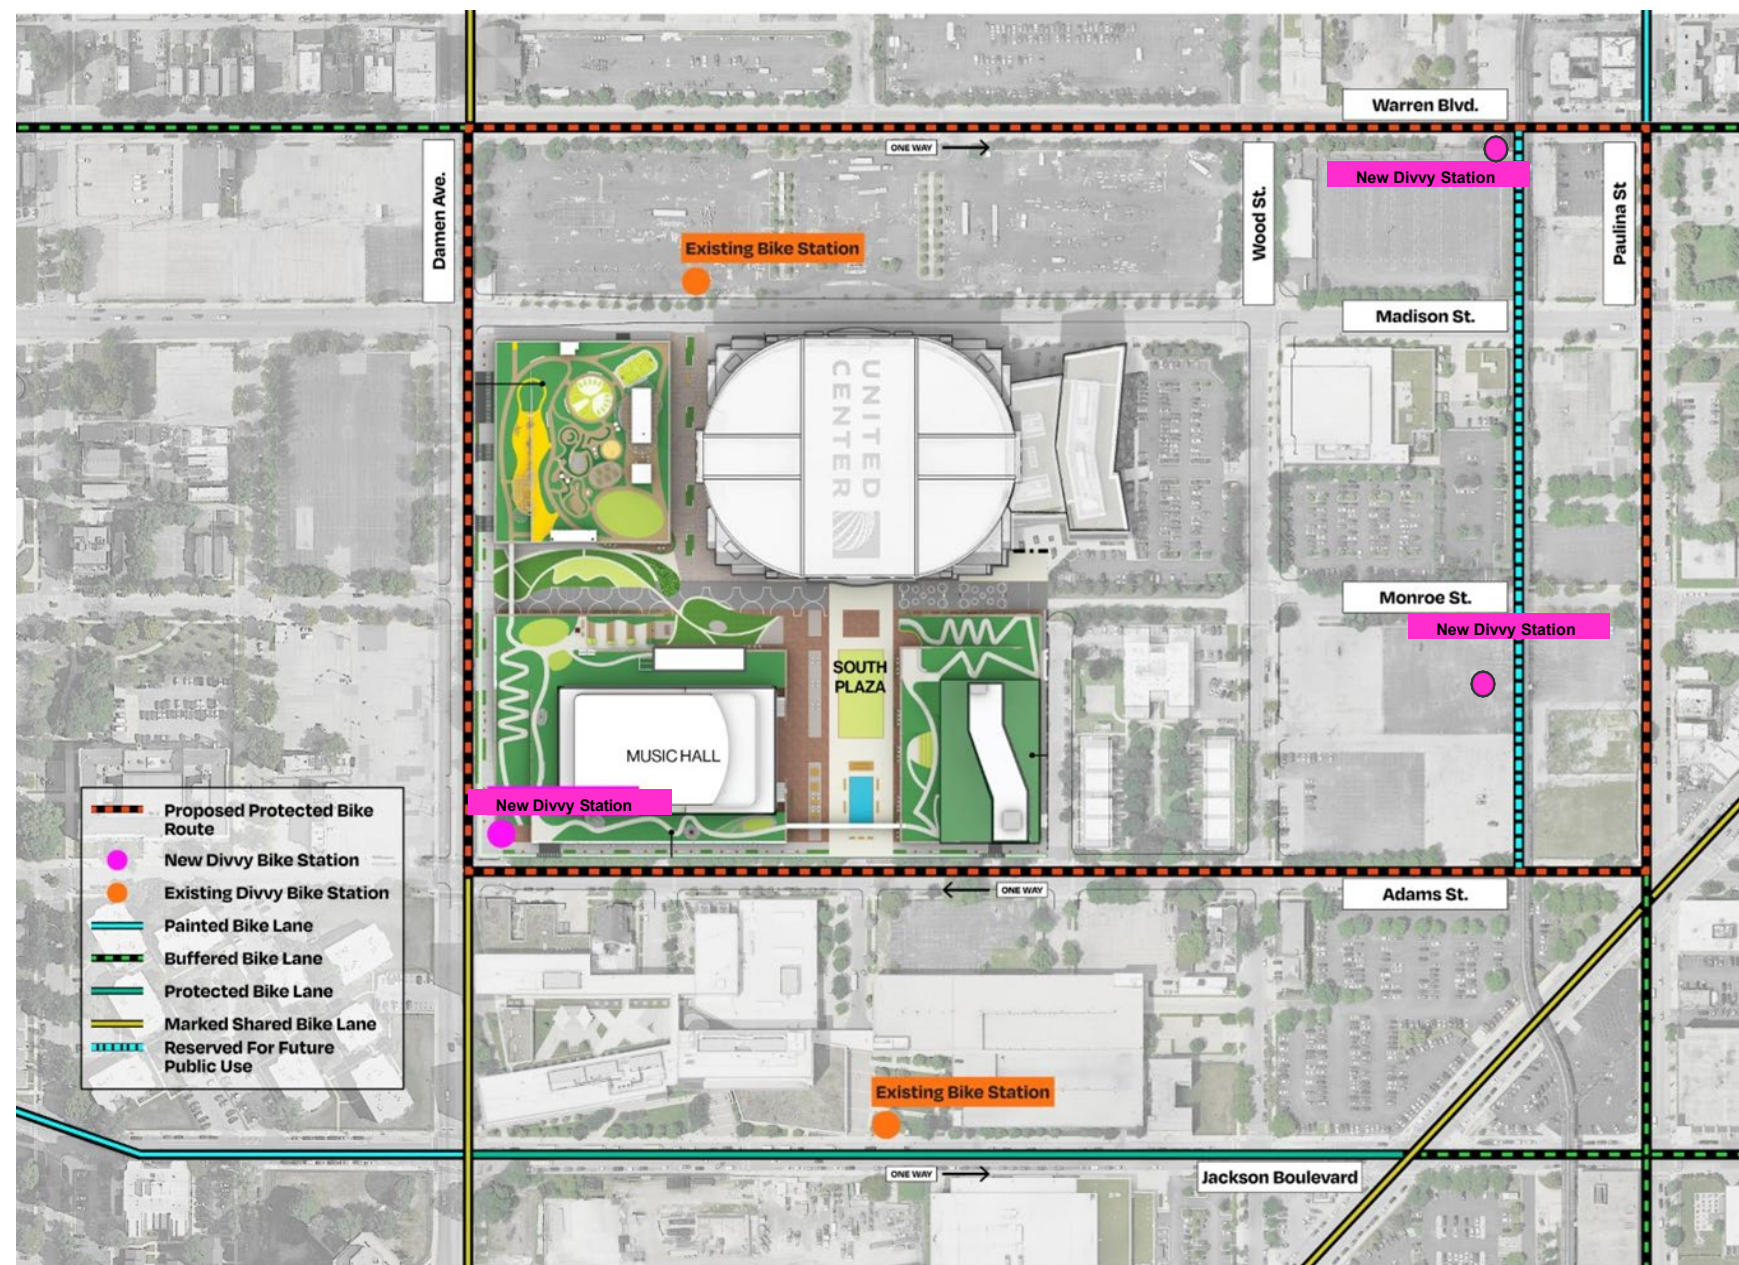 Warren Blvd.
ONE WAY
New Divvy Station
Damen Ave.
Wood St.
Paulina St
Existing Bike Station
Madison St.
UNITED
CENTER
Monroe St.
New Divvy Station
SOUTH
PLAZA
MUSIC HALL
New Divvy Station
Proposed Protected Bike
Route
New Divvy Bike Station
Existing Divvy Bike Station
Painted Bike Lane
Buffered Bike Lane
Protected Bike Lane
Marked Shared Bike Lane
Reserved For Future
Public Use
ONE WAY
Adams St.
Existing Bike Station
ONE WAY
Jackson Boulevard